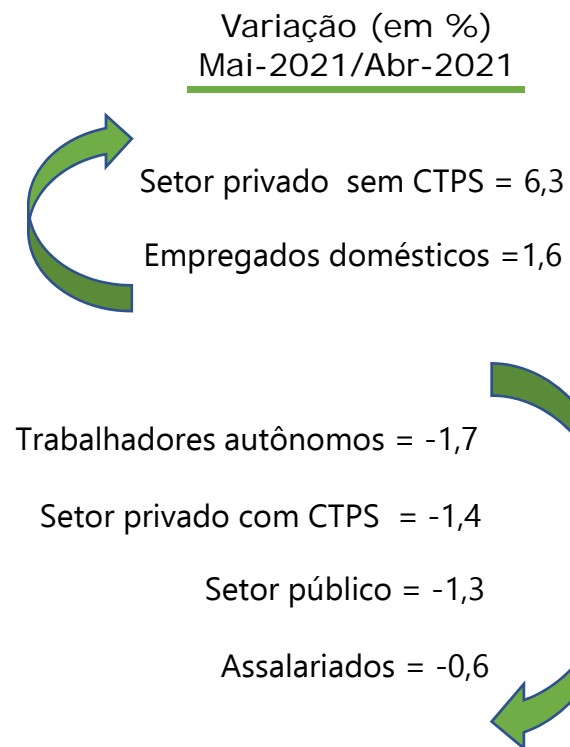 Variação (em %)
Mai-2021/Abr-2021
Setor privado sem CTPS = 6,3
Empregados domésticos =1,6
Trabalhadores autônomos = -1,7
Setor privado com CTPS = -1,4
Setor público = -1,3
Assalariados = -0,6